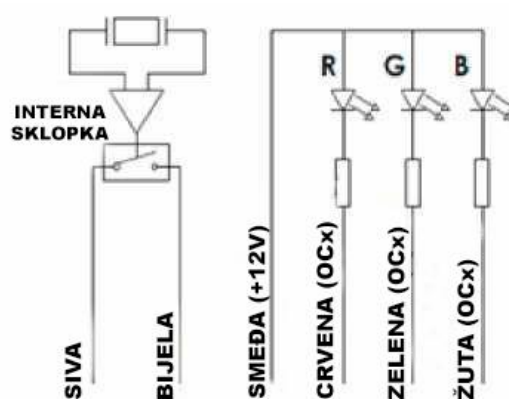 R G B
INTERNA
SKLOPKA
SIVA
BIJELA
SMEĐA (+12V)
CRVENA (OCx)
ZELENA (OCx)
ŽUTA (OCx)